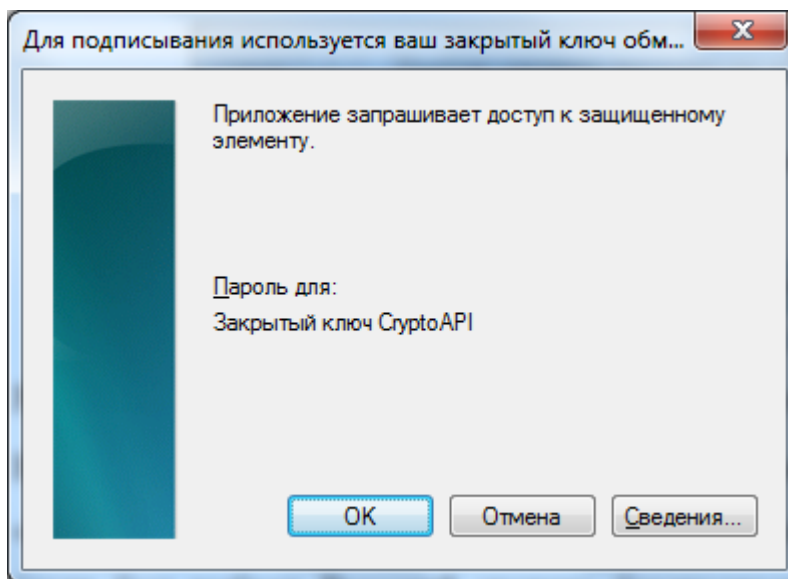 Для подписывания используется ваш закрытый ключ обм...
Приложение запрашивает доступ к защищенному
элементу.
Пароль для:
Закрытый ключ CryptoAPI
OK
Отмена
Сведения...